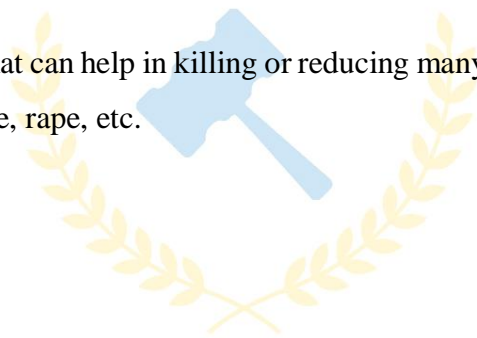 at can help in killing or reducing many
e, rape, etc.